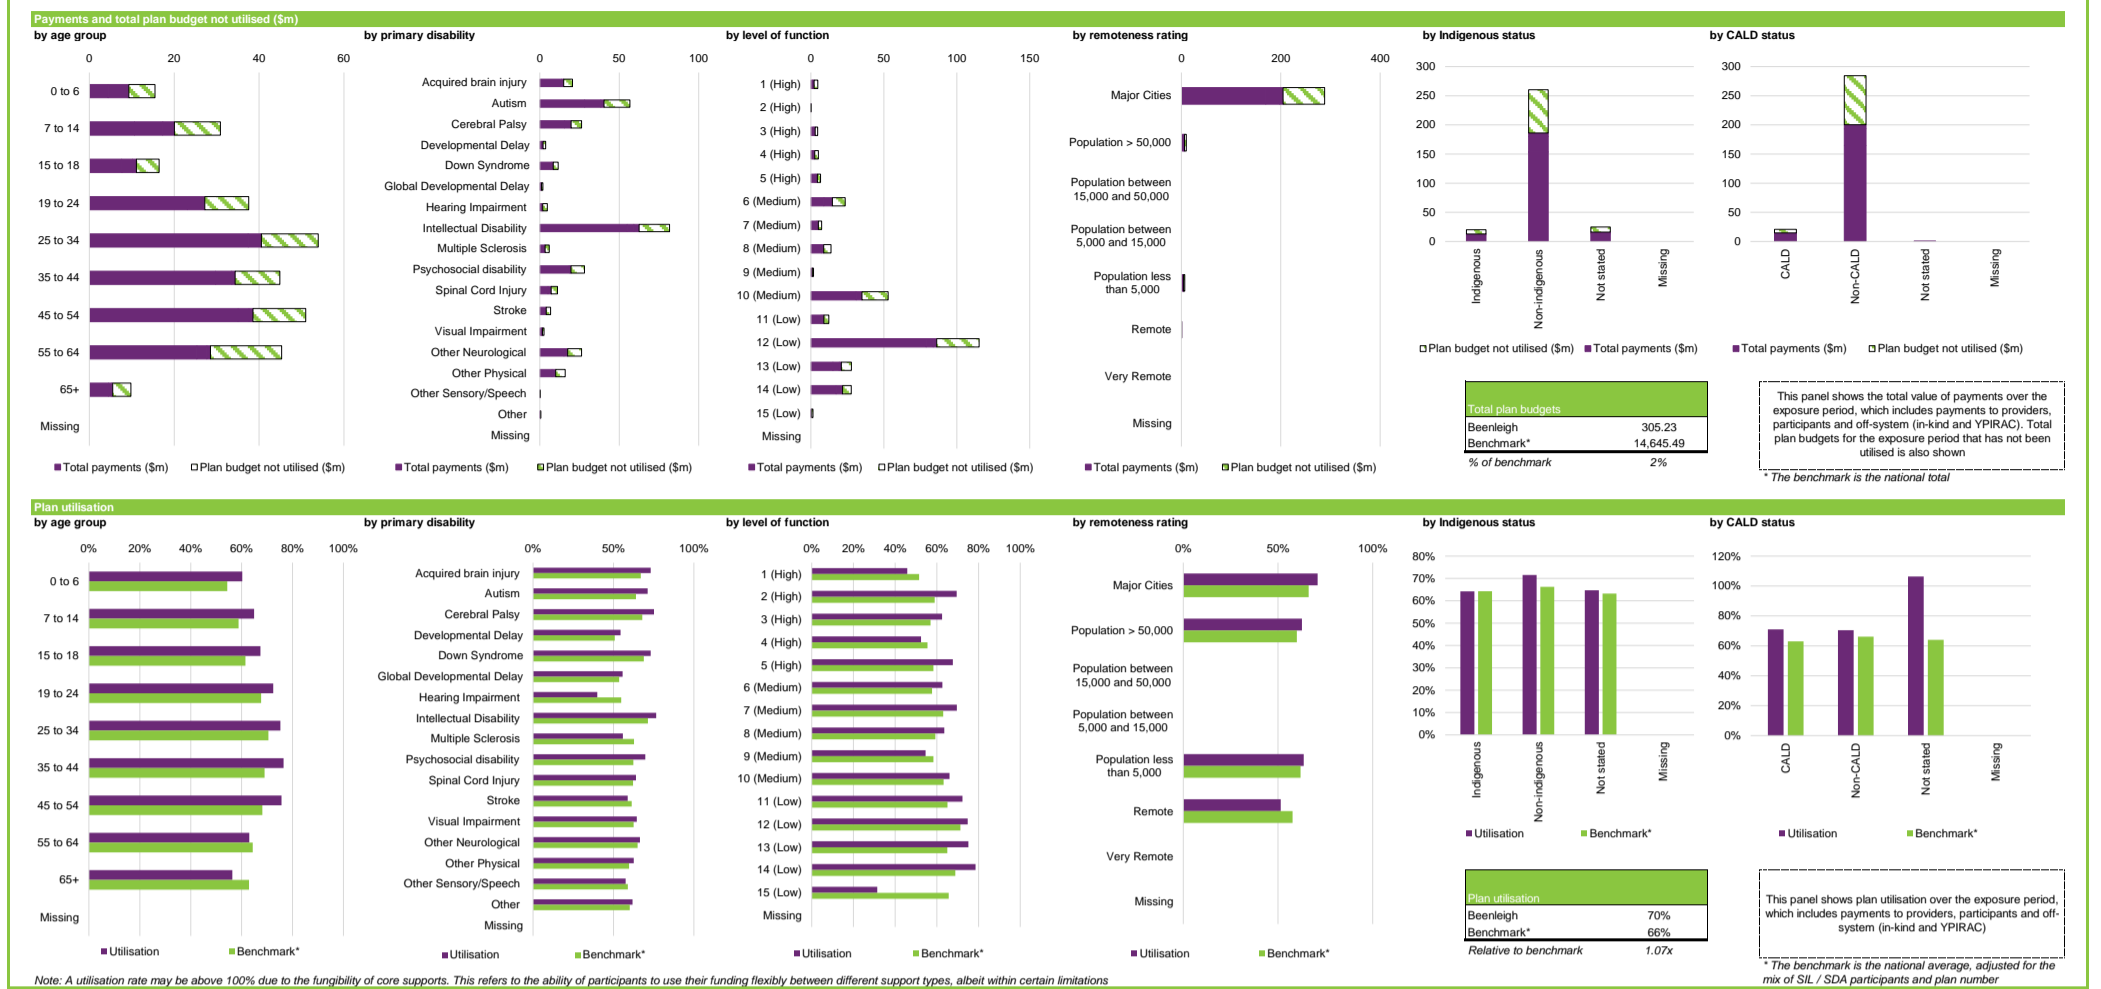 Payments and total plan budget not utilised ($m)
by age group
0 20 40 60
0 to 6
7 to 14
15 to 18
19 to 24
25 to 34
35 to 44
45 to 54
55 to 64
65+
Missing
Total payments ($m) Plan budget not utilised ($m)
by primary disability
0 50 100
Acquired brain injury
Autism
Cerebral Palsy
Developmental Delay
Down Syndrome
Global Developmental Delay
Hearing Impairment
Intellectual Disability
Multiple Sclerosis
Psychosocial disability
Spinal Cord Injury
Stroke
Visual Impairment
Other Neurological
Other Physical
Other Sensory/Speech
Other
Missing
Total payments ($m) Plan budget not utilised ($m)
by level of function
0 50 100 150
1 (High)
2 (High)
3 (High)
4 (High)
5 (High)
6 (Medium)
7 (Medium)
8 (Medium)
9 (Medium)
10 (Medium)
11 (Low)
12 (Low)
13 (Low)
14 (Low)
15 (Low)
Missing
Total payments ($m) Plan budget not utilised ($m)
by remoteness rating
0 200 400
Major Cities
Population > 50,000
Population between
15,000 and 50,000
Population between
5,000 and 15,000
Population less
than 5,000
Remote
Very Remote
Missing
Total payments ($m) Plan budget not utilised ($m)
by Indigenous status
300
250
200
150
100
50
0
Indigenous
Non-indigenous
Not stated
Missing
Plan budget not utilised ($m) Total payments ($m)
by CALD status
300
250
200
150
100
50
0
CALD
Non-CALD
Not stated
Missing
Total payments ($m) Plan budget not utilised ($m)
Total plan budgets
Beenleigh 305.23
Benchmark* 14,645.49
% of benchmark 2%
This panel shows the total value of payments over the
exposure period, which includes payments to providers,
participants and off-system (in-kind and YPIRAC). Total
plan budgets for the exposure period that has not been
utilised is also shown
* The benchmark is the national total
Plan utilisation
by age group
0% 20% 40% 60% 80% 100%
0 to 6
7 to 14
15 to 18
19 to 24
25 to 34
35 to 44
45 to 54
55 to 64
65+
Missing
Utilisation Benchmark*
by primary disability
0% 50% 100%
Acquired brain injury
Autism
Cerebral Palsy
Developmental Delay
Down Syndrome
Global Developmental Delay
Hearing Impairment
Intellectual Disability
Multiple Sclerosis
Psychosocial disability
Spinal Cord Injury
Stroke
Visual Impairment
Other Neurological
Other Physical
Other Sensory/Speech
Other
Missing
Utilisation Benchmark*
by level of function
0% 20% 40% 60% 80% 100%
1 (High)
2 (High)
3 (High)
4 (High)
5 (High)
6 (Medium)
7 (Medium)
8 (Medium)
9 (Medium)
10 (Medium)
11 (Low)
12 (Low)
13 (Low)
14 (Low)
15 (Low)
Missing
Utilisation Benchmark*
by remoteness rating
0% 50% 100%
Major Cities
Population > 50,000
Population between
15,000 and 50,000
Population between
5,000 and 15,000
Population less
than 5,000
Remote
Very Remote
Missing
Utilisation Benchmark*
by Indigenous status
80%
70%
60%
50%
40%
30%
20%
10%
0%
Indigenous
Non-indigenous
Not stated
Missing
Utilisation Benchmark*
by CALD status
120%
100%
80%
60%
40%
20%
0%
CALD
Non-CALD
Not stated
Missing
Utilisation Benchmark*
Plan utilisation
Beenleigh 70%
Benchmark* 66%
Relative to benchmark 1.07x
This panel shows plan utilisation over the exposure period,
which includes payments to providers, participants and off-
system (in-kind and YPIRAC)
* The benchmark is the national average, adjusted for the
mix of SIL / SDA participants and plan number
Note: A utilisation rate may be above 100% due to the fungibility of core supports. This refers to the ability of participants to use their funding flexibly between different support types, albeit within certain limitations